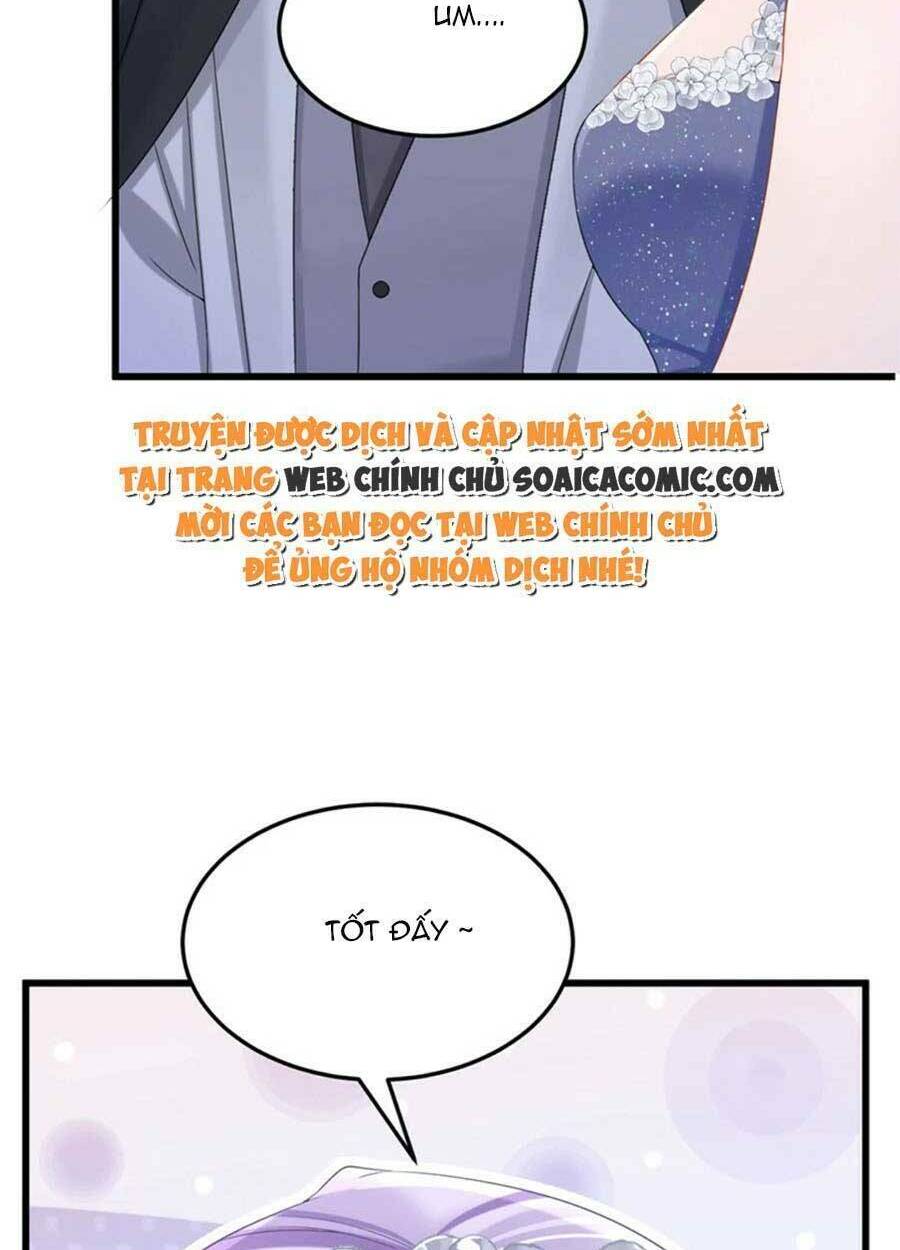 ƯM....
TRUYỆN ĐƯỢC DỊCH VÀ CẬP NHẬT SỚM NHẤT
TẠI TRANG WEB CHÍNH CHỦ SOAICACOMIC.COM
MỜI CÁC BẠN ĐỌC TẠI WEB CHÍNH CHỦ
ĐỂ ỦNG HỘ NHÓM DỊCH NHÉ!
TỐT ĐẤY ~